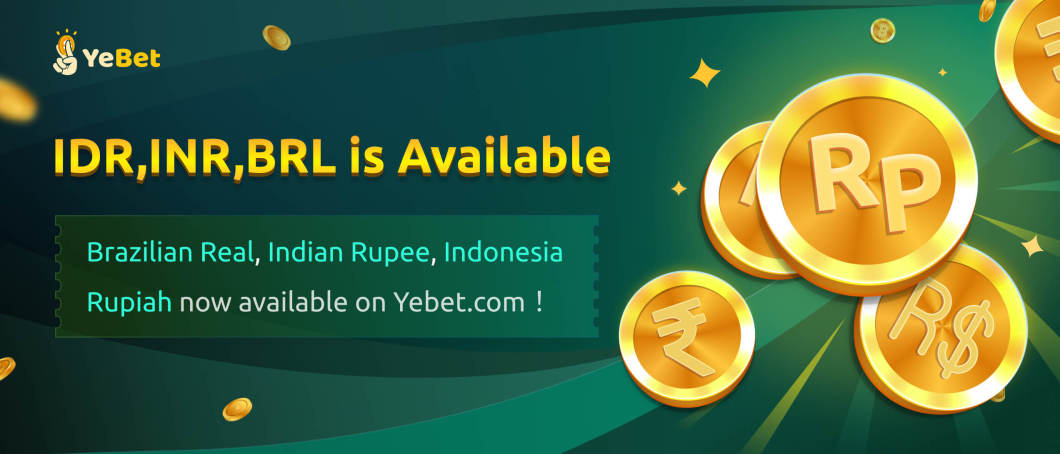 YeBet
IDR,INR,BRL is Available
Brazilian Real, Indian Rupee, Indonesia
Rupiah now available on Yebet.com！
Rp
₹
R$